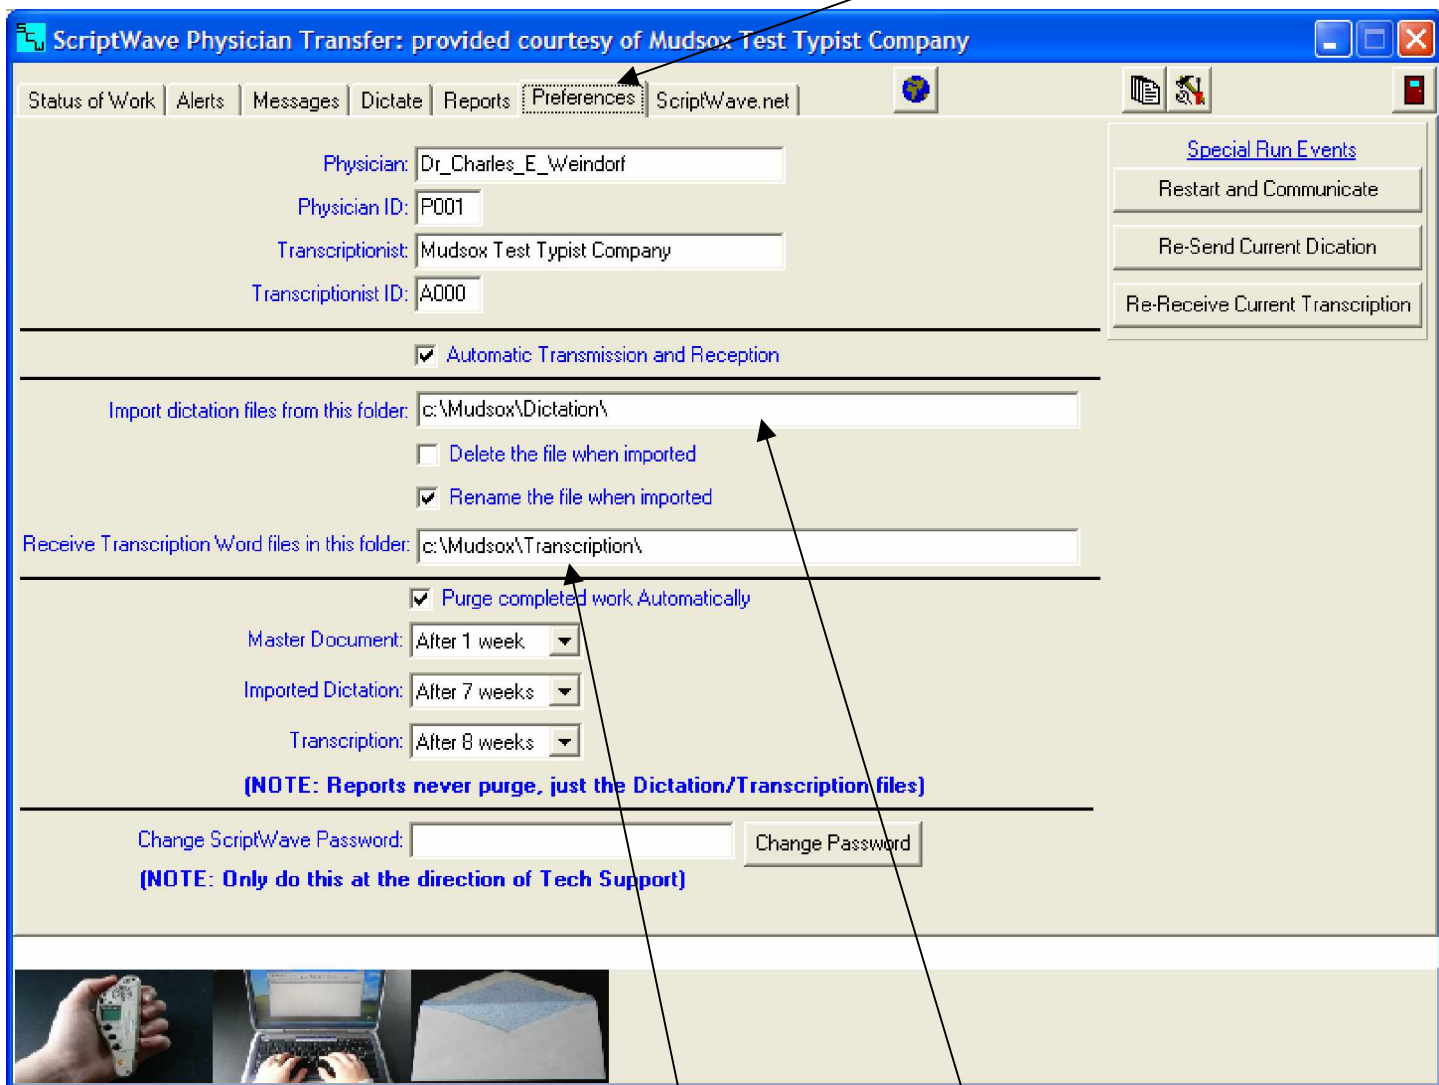 SCW ScriptWave Physician Transfer: provided courtesy of Mudsox Test Typist Company
Status of Work Alerts Messages Dictate Reports Preferences ScriptWave.net
Special Run Events
Physician: Dr_Charles_E_Weindorf
Restart and Communicate
Physician ID: P001
Transcriptionist: Mudsox Test Typist Company
Re-Send Current Dication
Transcriptionist ID: A000
Re-Receive Current Transcription
Automatic Transmission and Reception
Import dictation files from this folder: c:\Mudsox\Dictation\
Delete the file when imported
Rename the file when imported
Receive Transcription Word files in this folder: c:\Mudsox\Transcription\
Purge completed work Automatically
Master Document: After 1 week
Imported Dictation: After 7 weeks
Transcription: After 8 weeks
(NOTE: Reports never purge, just the Dictation/Transcription files)
Change ScriptWave Password: Change Password
(NOTE: Only do this at the direction of Tech Support)